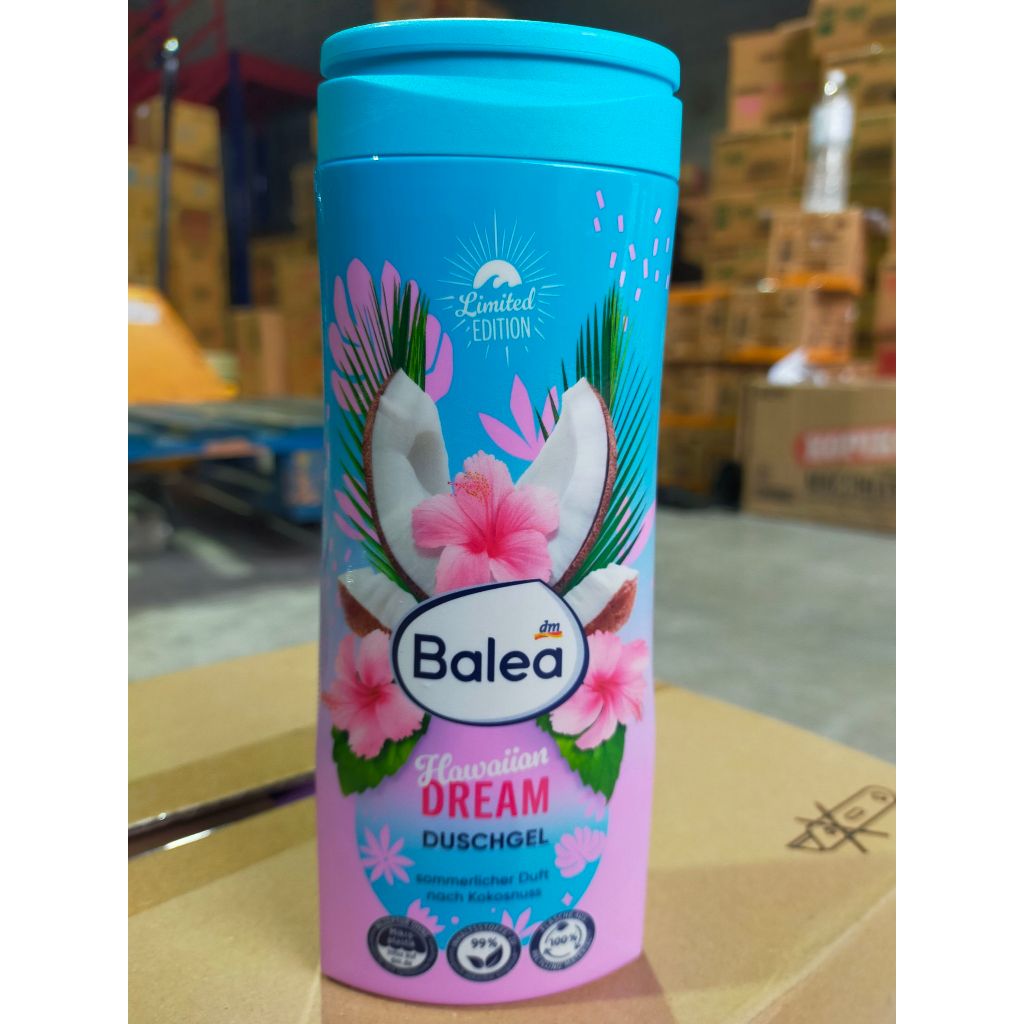 Limited
EDITION
dm
Balea
Hawaiian
DREAM
DUSCHGEL
sommerlicher Duft
nach Kokosnuss
99%
100%